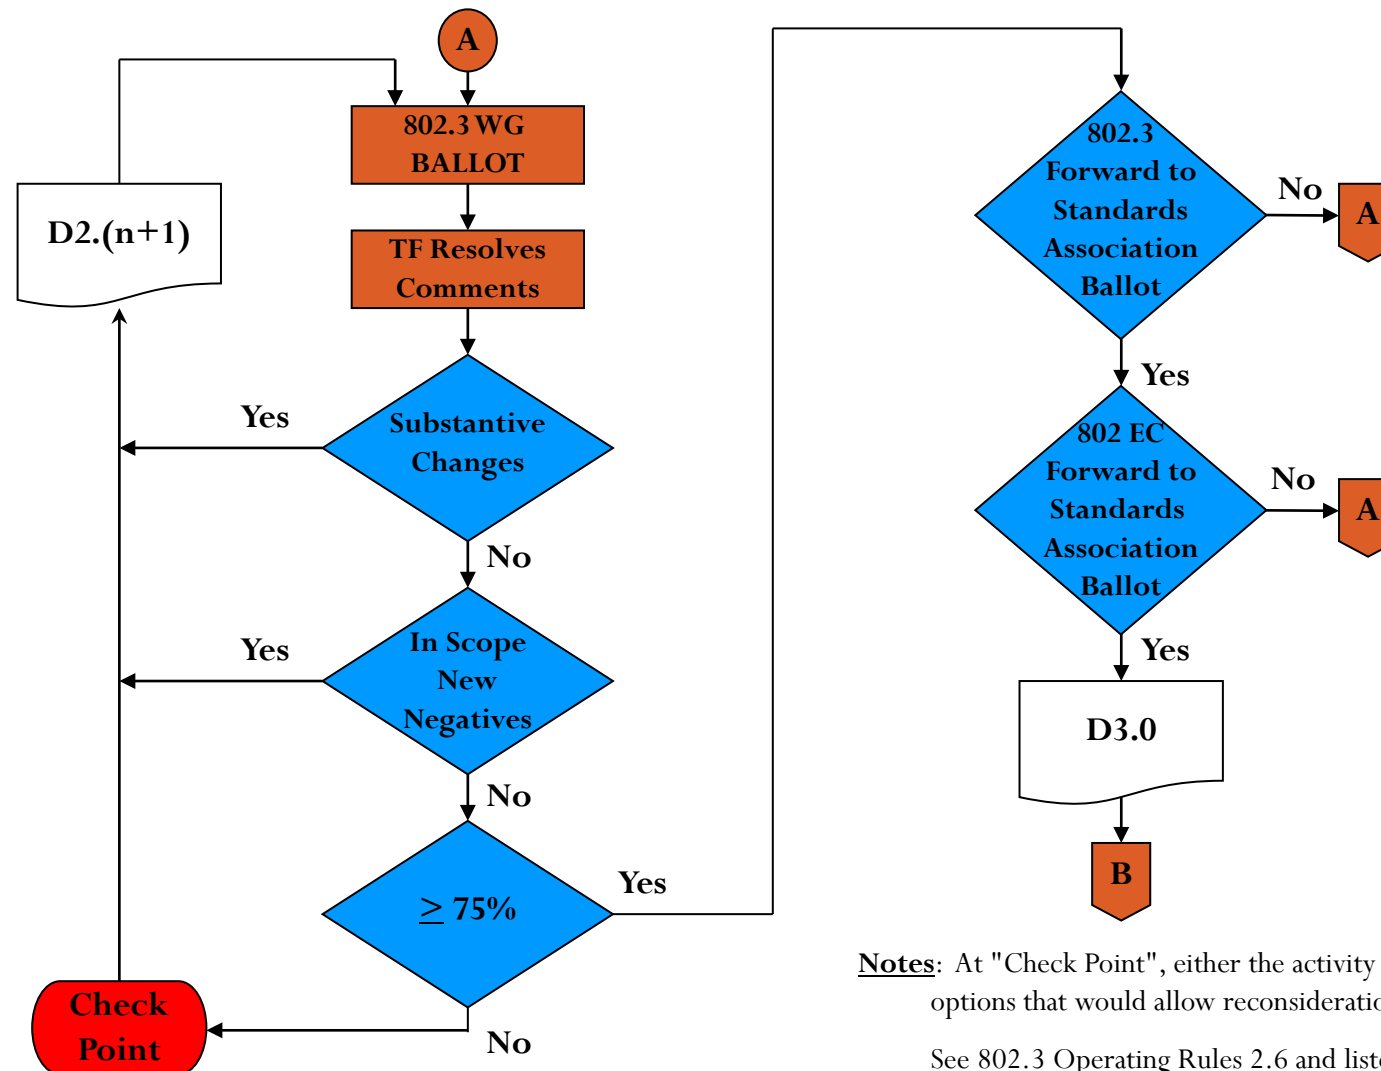 A
802.3 WG
BALLOT
D2.(n+1)
TF Resolves
Comments
Yes
Substantive
Changes
No
Yes
In Scope
New
Negatives
No
Yes
≥ 75%
Check
Point
No
802.3
Forward to
Standards
Association
Ballot
No
A
Yes
802 EC
Forward to
Standards
Association
Ballot
No
A
Yes
D3.0
B
Notes: At "Check Point", either the activity
options that would allow
See 802.3 Operating Rules 2.6 and